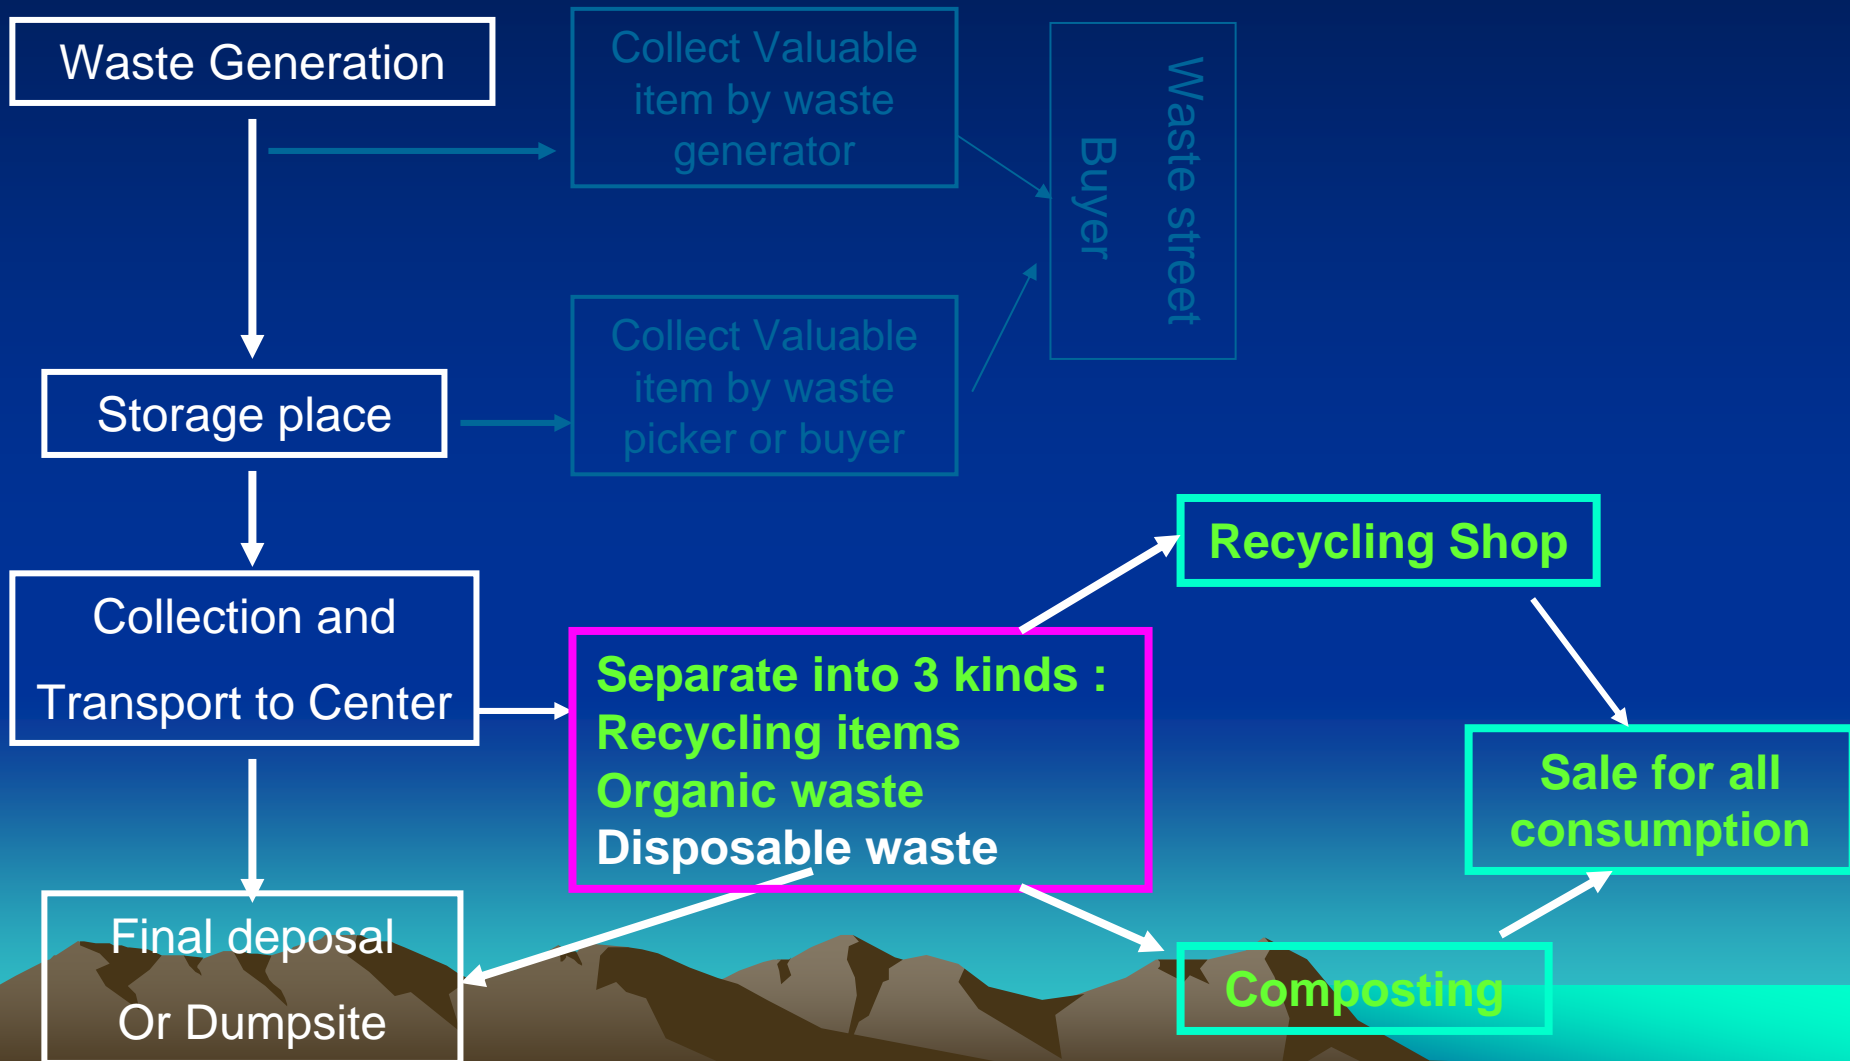 Waste Generation
Collect Valuable
item by waste
generator
Waste street
Buyer
Storage place
Collect Valuable
item by waste
picker or buyer
Recycling Shop
Collection and
Transport to Center
Separate into 3 kinds :
Recycling items
Organic waste
Disposable waste
Sale for all
consumption
Final deposal
Or Dumpsite
Composting